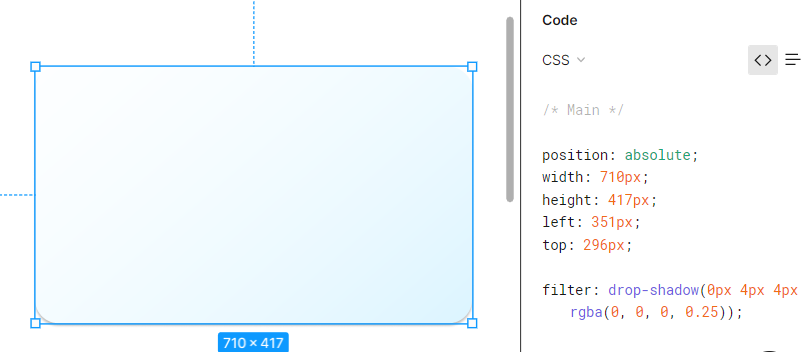 Code
CSS
/* Main */
position: absolute;
width: 710px;
height: 417px;
left: 351px;
top: 296px;
filter: drop-shadow(0px 4px 4px
rgba(0, 0, 0, 0.25));
710 × 417